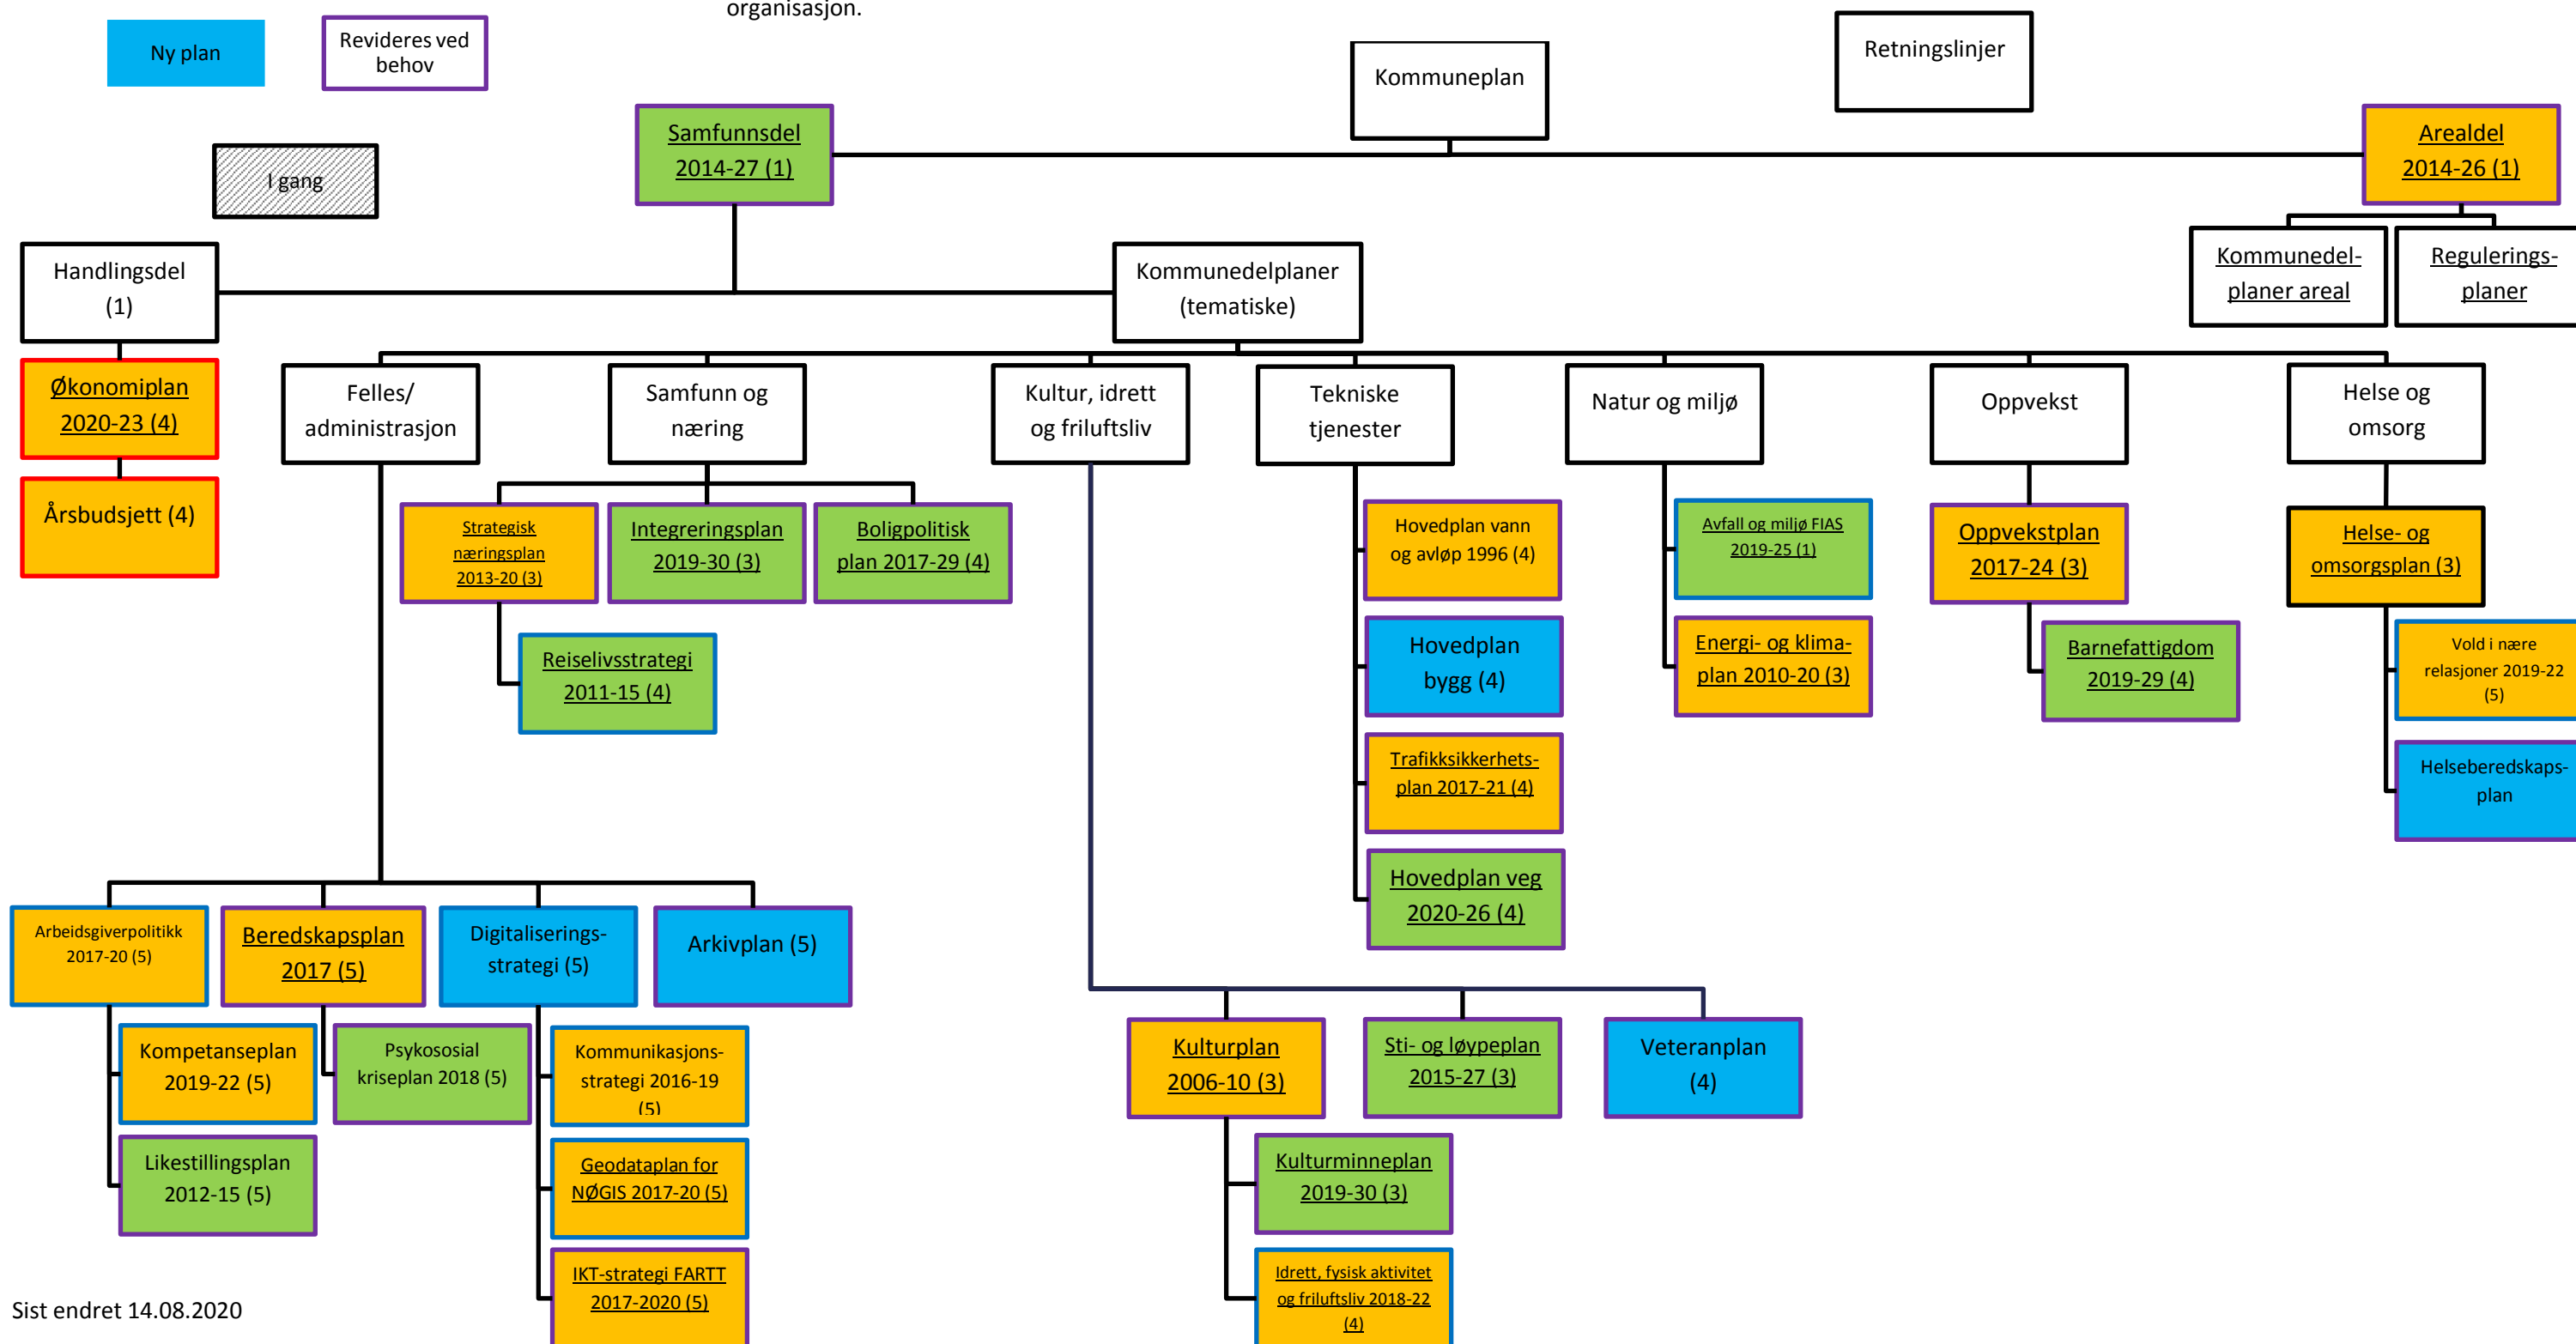 organisasjon.
Ny plan
Revideres ved
behov
Kommuneplan
Retningslinjer
Samfunnsdel
2014-27 (1)
Arealdel
2014-26 (1)
I gang
Handlingsdel
(1)
Kommunedelplaner
(tematiske)
Kommunedel-
planer areal
Regulerings-
planer
Økonomiplan
2020-23 (4)
Årsbudsjett (4)
Felles/
administrasjon
Samfunn og
næring
Kultur, idrett
og friluftsliv
Tekniske
tjenester
Natur og miljø
Oppvekst
Helse og
omsorg
Strategisk
næringsplan
2013-20 (3)
Integreringsplan
2019-30 (3)
Boligpolitisk
plan 2017-29 (4)
Reiselivsstrategi
2011-15 (4)
Hovedplan vann
og avløp 1996 (4)
Hovedplan
bygg (4)
Trafikksikkerhets-
plan 2017-21 (4)
Hovedplan veg
2020-26 (4)
Avfall og miljø FIAS
2019-25 (1)
Energi- og klima-
plan 2010-20 (3)
Oppvekstplan
2017-24 (3)
Barnefattigdom
2019-29 (4)
Helse- og
omsorgsplan (3)
Vold i nære
relasjoner 2019-22
(5)
Helseberedskaps-
plan
Arbeidsgiverpolitikk
2017-20 (5)
Beredskapsplan
2017 (5)
Digitaliserings-
strategi (5)
Arkivplan (5)
Kompetanseplan
2019-22 (5)
Likestillingsplan
2012-15 (5)
Psykososial
kriseplan 2018 (5)
Kommunikasjons-
strategi 2016-19
(5)
Geodataplan for
NØGIS 2017-20 (5)
IKT-strategi FARTT
2017-2020 (5)
Kulturplan
2006-10 (3)
Sti- og løypeplan
2015-27 (3)
Veteranplan
(4)
Kulturminneplan
2019-30 (3)
Idrett, fysisk aktivitet
og friluftsliv 2018-22
(4)
Sist endret 14.08.2020